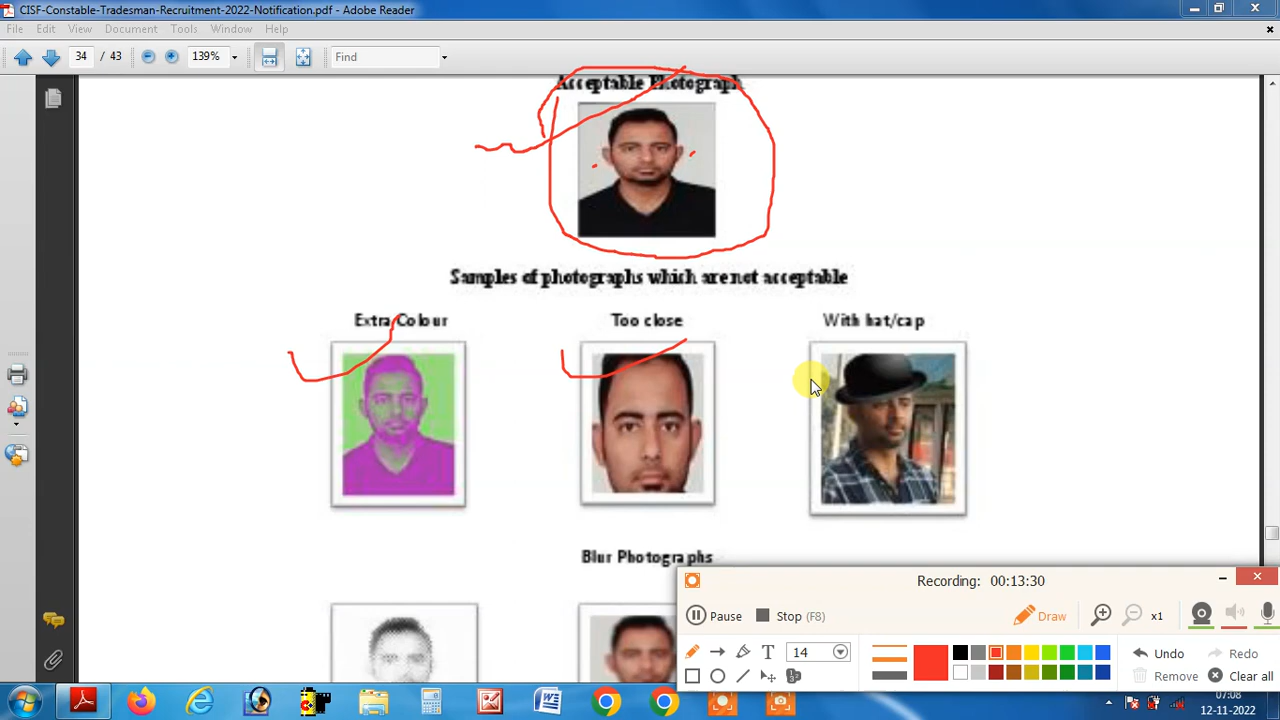 CISF-Constable-Tradesman-Recruitment-2022-Notification.pdf - Adobe Reader
File Edit View Document Tools Window Help
34 / 43 139% Find
Acceptable Photograph
Samples of photographs which are not acceptable
Extra Colour Too close With hat/cap
Blur Photographs
Recording: 00:13:30
Pause Stop (F8) Draw x1
T 14 Undo Redo
Remove Clear all
07:08
12-11-2022